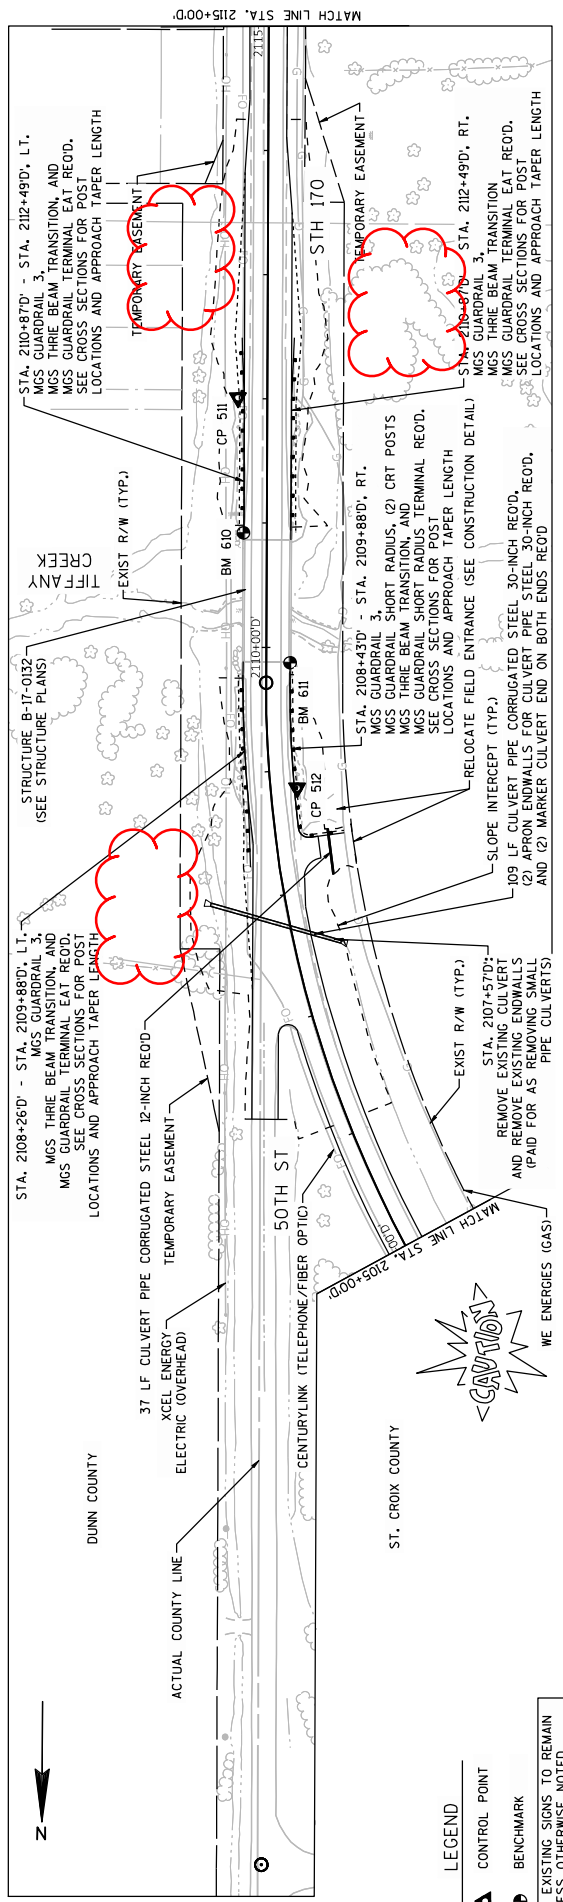 MATCH LINE STA. 2115+00'D'
STA. 2110+87'D' - STA. 2112+49'D', LT.
MGS GUARDRAIL 3,
MGS THRIE BEAM TRANSITION, AND
MGS GUARDRAIL TERMINAL EAT REQ'D.
SEE CROSS SECTIONS FOR POST
LOCATIONS AND APPROACH TAPER LENGTH
TEMPORARY EASEMENT
2115
STH 170
TEMPORARY EASEMENT
STA. 2110+87'D' - STA. 2112+49'D', RT.
MGS GUARDRAIL 3,
MGS THRIE BEAM TRANSITION
MGS GUARDRAIL TERMINAL EAT REQ'D.
SEE CROSS SECTIONS FOR POST
LOCATIONS AND APPROACH TAPER LENGTH
EXIST R/W (TYP.)
TIFFANY
CREEK
CP 511
BM 610
STRUCTURE B-17-0132
(SEE STRUCTURE PLANS)
2110+00'D'
BM 611
CP 512
STA. 2108+43'D' - STA. 2109+88'D', RT.
MGS GUARDRAIL 3,
MGS GUARDRAIL SHORT RADIUS, (2) CRT POSTS
MGS THRIE BEAM TRANSITION, AND
MGS GUARDRAIL SHORT RADIUS TERMINAL REQ'D.
SEE CROSS SECTIONS FOR POST
LOCATIONS AND APPROACH TAPER LENGTH
RELOCATE FIELD ENTRANCE (SEE CONSTRUCTION DETAIL)
SLOPE INTERCEPT (TYP.)
109 LF CULVERT PIPE CORRUGATED STEEL 30-INCH REQ'D,
(2) APRON ENDWALLS FOR CULVERT PIPE STEEL 30-INCH REQ'D,
AND (2) MARKER CULVERT END ON BOTH ENDS REQ'D
STA. 2108+26'D' - STA. 2109+88'D', LT.
MGS GUARDRAIL 3,
MGS THRIE BEAM TRANSITION, AND
MGS GUARDRAIL TERMINAL EAT REQ'D.
SEE CROSS SECTIONS FOR POST
LOCATIONS AND APPROACH TAPER LENGTH
37 LF CULVERT PIPE CORRUGATED STEEL 12-INCH REQ'D
TEMPORARY EASEMENT
XCEL ENERGY
ELECTRIC (OVERHEAD)
50TH ST
CENTURYLINK (TELEPHONE/FIBER OPTIC)
EXIST R/W (TYP.)
STA. 2107+57'D'
REMOVE EXISTING CULVERT
AND REMOVE EXISTING ENDWALLS
(PAID FOR AS REMOVING SMALL
PIPE CULVERTS)
MATCH LINE STA. 2105+00'D'
WE ENERGIES (GAS)
CAUTION
DUNN COUNTY
ACTUAL COUNTY LINE
ST. CROIX COUNTY
N
LEGEND
CONTROL POINT
BENCHMARK
EXISTING SIGNS TO REMAIN
OTHERWISE NOTED